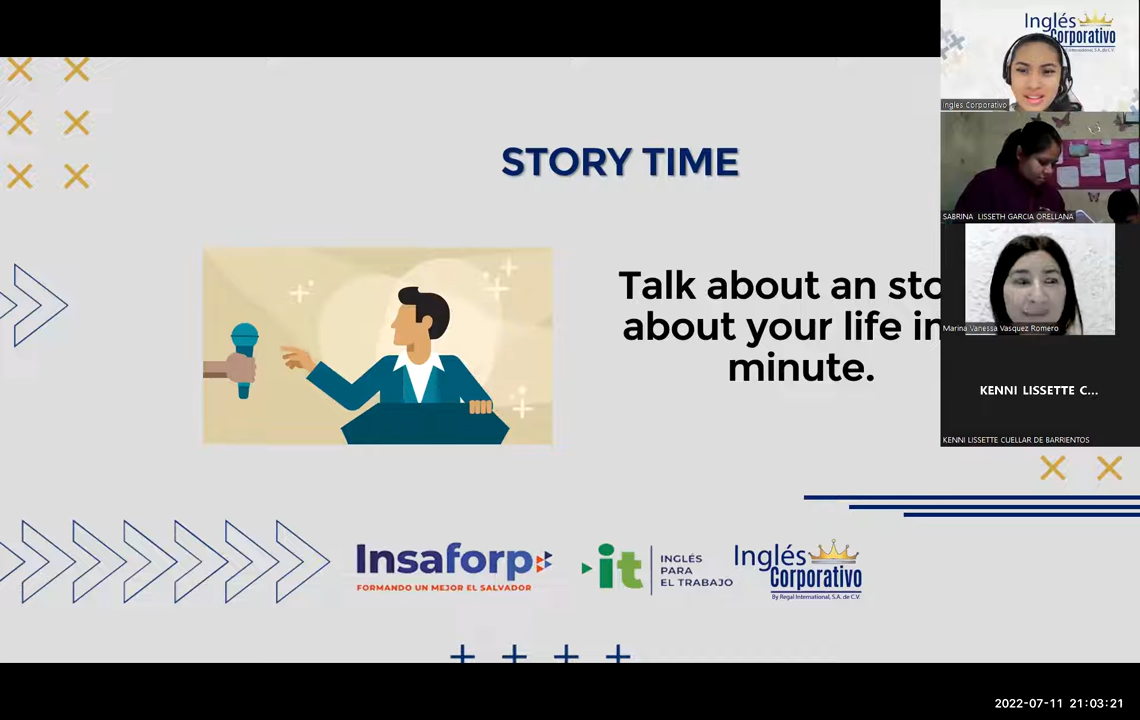 STORY TIME
Talk about an sto
about your life in
minute.
Insaforp
FORMANDO UN MEJOR EL SALVADOR
it
INGLÉS
PARA
EL TRABAJO
Inglés
Corporativo
By Regal International, S.A. de C.V.
Inglés
Corporativo
International, S.A. de C.V.
Ingles Corporativo
SABRINA LISSETH GARCIA ORELLANA
Marina Vanessa Vasquez Romero
KENNI LISSETTE C...
KENNI LISSETTE CUELLAR DE BARRIENTOS
2022-07-11 21:03:21